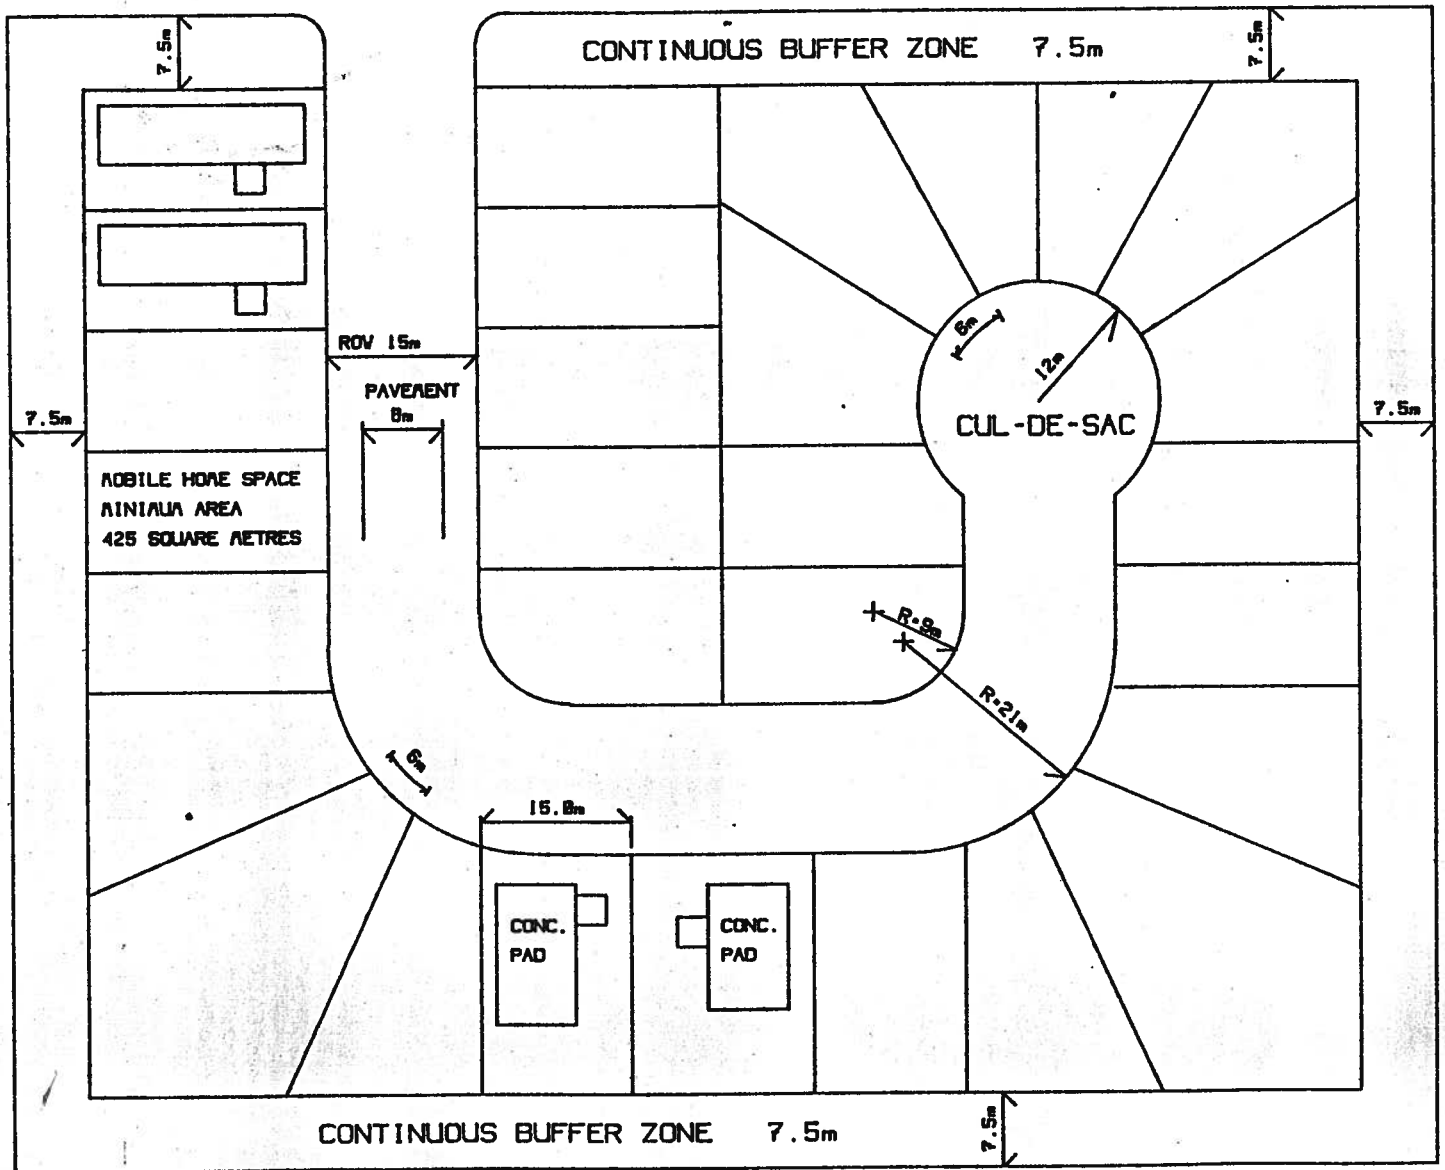 7.5m
CONTINUOUS BUFFER ZONE 7.5m
7.5m
ROW 15m
PAVEMENT
8m
6m
12m
CUL-DE-SAC
7.5m
7.5m
MOBILE HOME SPACE
MINIMUM AREA
425 SQUARE METRES
R=9m
R=21m
6m
15.0m
CONC.
PAD
CONC.
PAD
CONTINUOUS BUFFER ZONE 7.5m
7.5m